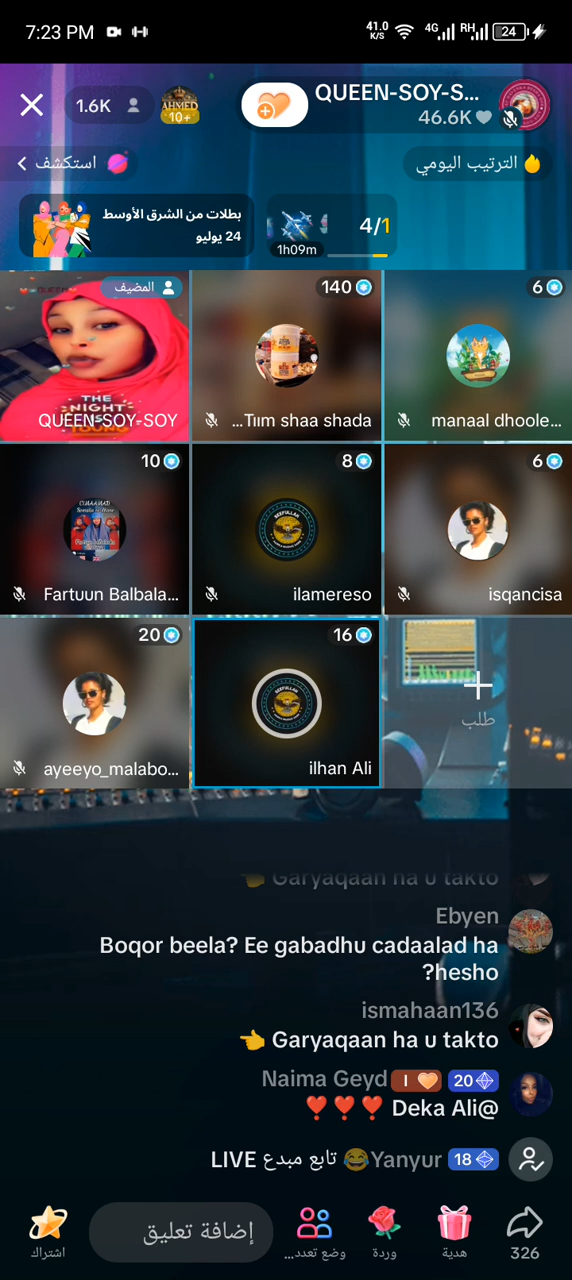 7:23 PM
41.0 K/S
4G
RH
24
1.6K
AHMED
10+
QUEEN-SOY-S...
46.6K
استكشف
الترتيب اليومي
بطلات من الشرق الأوسط
24 يوليو
1h09m
4/1
المضيف
THE
NIGHT
QUEEN-SOY-SOY
140
...Tıım shaa shada
6
manaal dhoole...
10
Fartuun Balbala...
8
ilamereso
6
isqancisa
20
ayeeyo_malabo...
16
ilhan Ali
طلب
👈 Garyaqaan ha u takto
Ebyen
Boqor beela? Ee gabadhu cadaalad ha
hesho?
ismahaan136
👈 Garyaqaan ha u takto
Naima Geyd
I
20
@Deka Ali ❤️❤️❤️
18
Yanyur😂 تابع مبدع LIVE
اشتراك
إضافة تعليق
وضع تعدد...
وردة
هدية
326